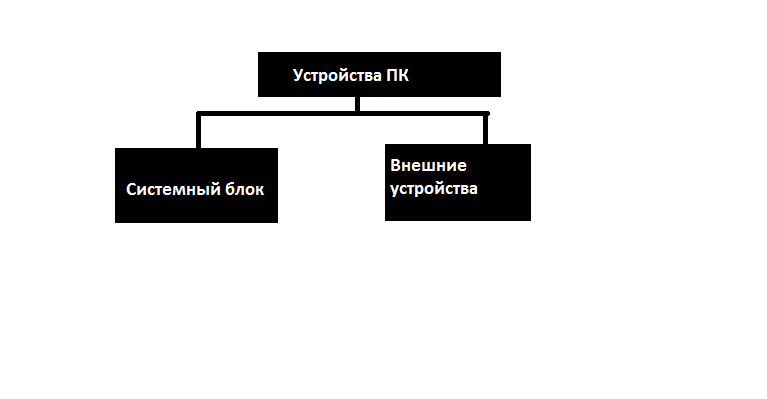 Устройства ПК
Системный блок
Внешние
устройства